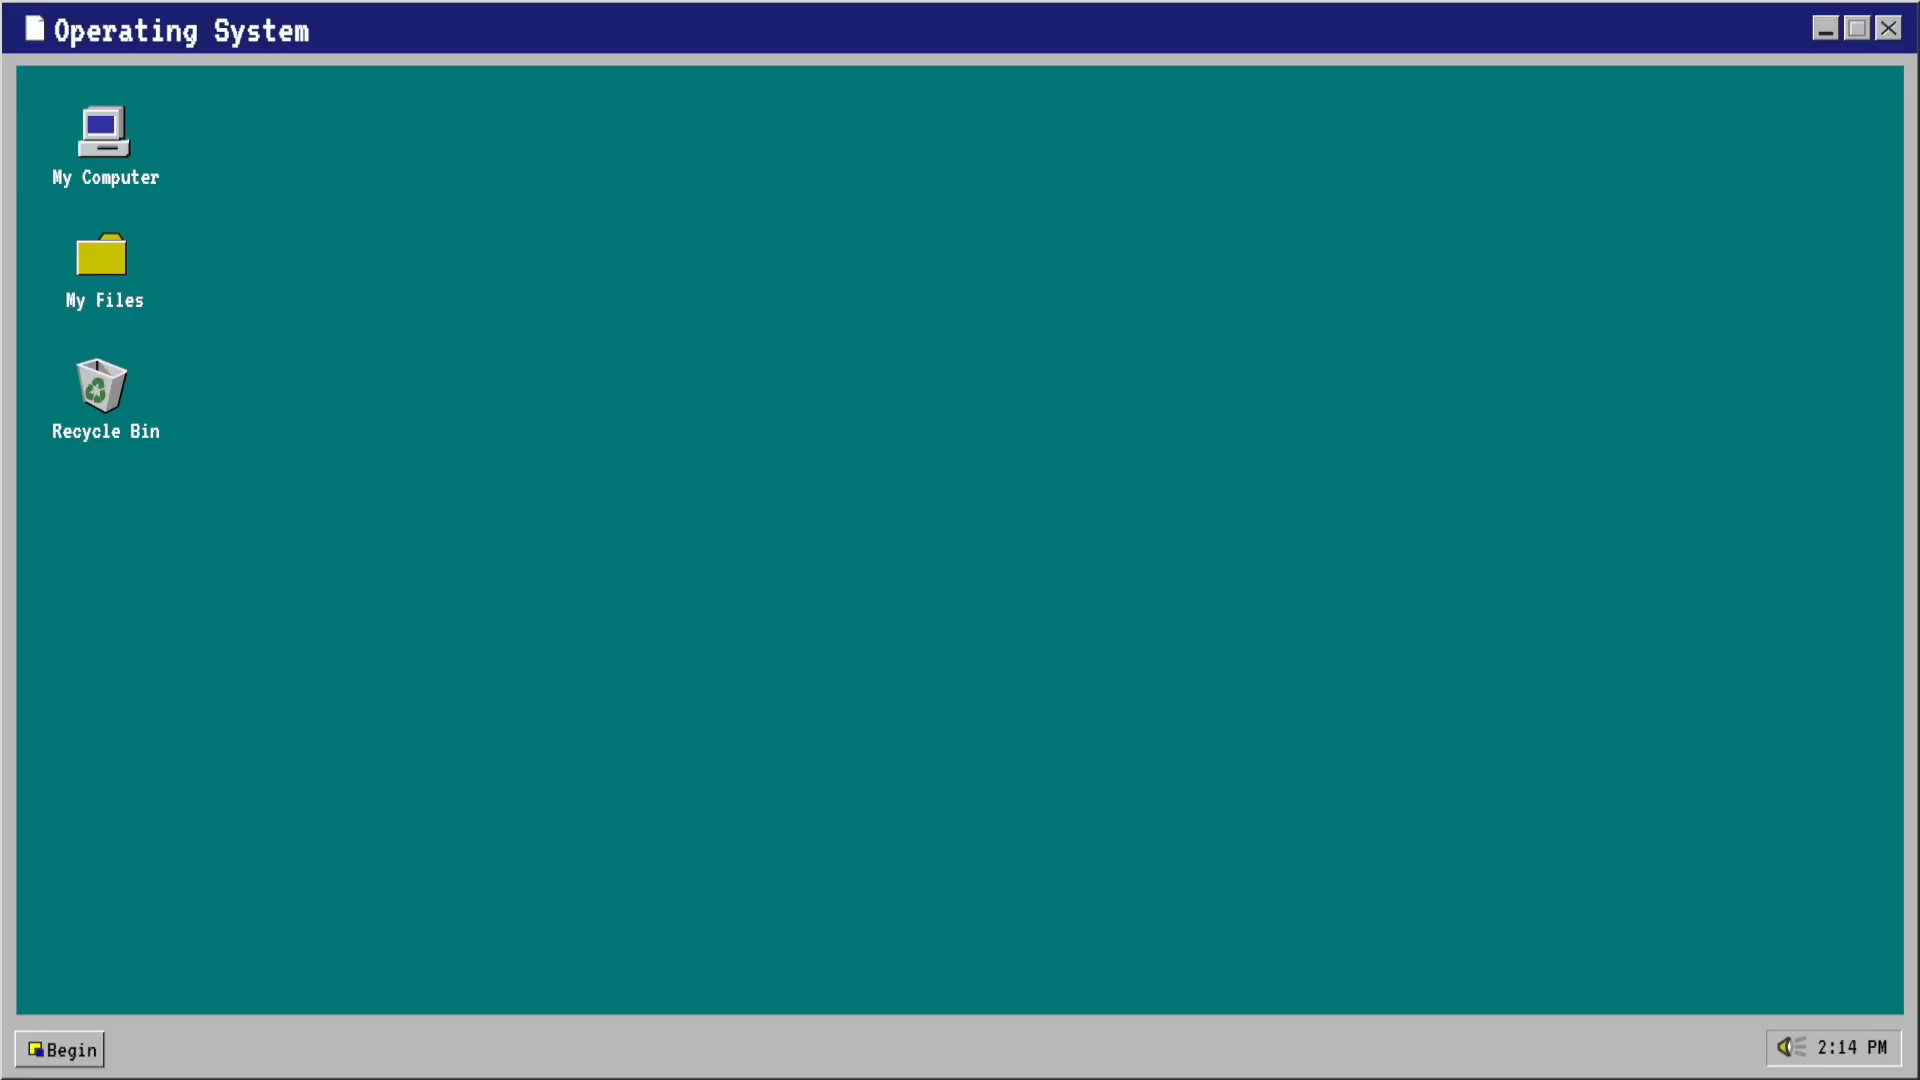 Operating System
My Computer
My Files
Recycle Bin
Begin
2:14 PM